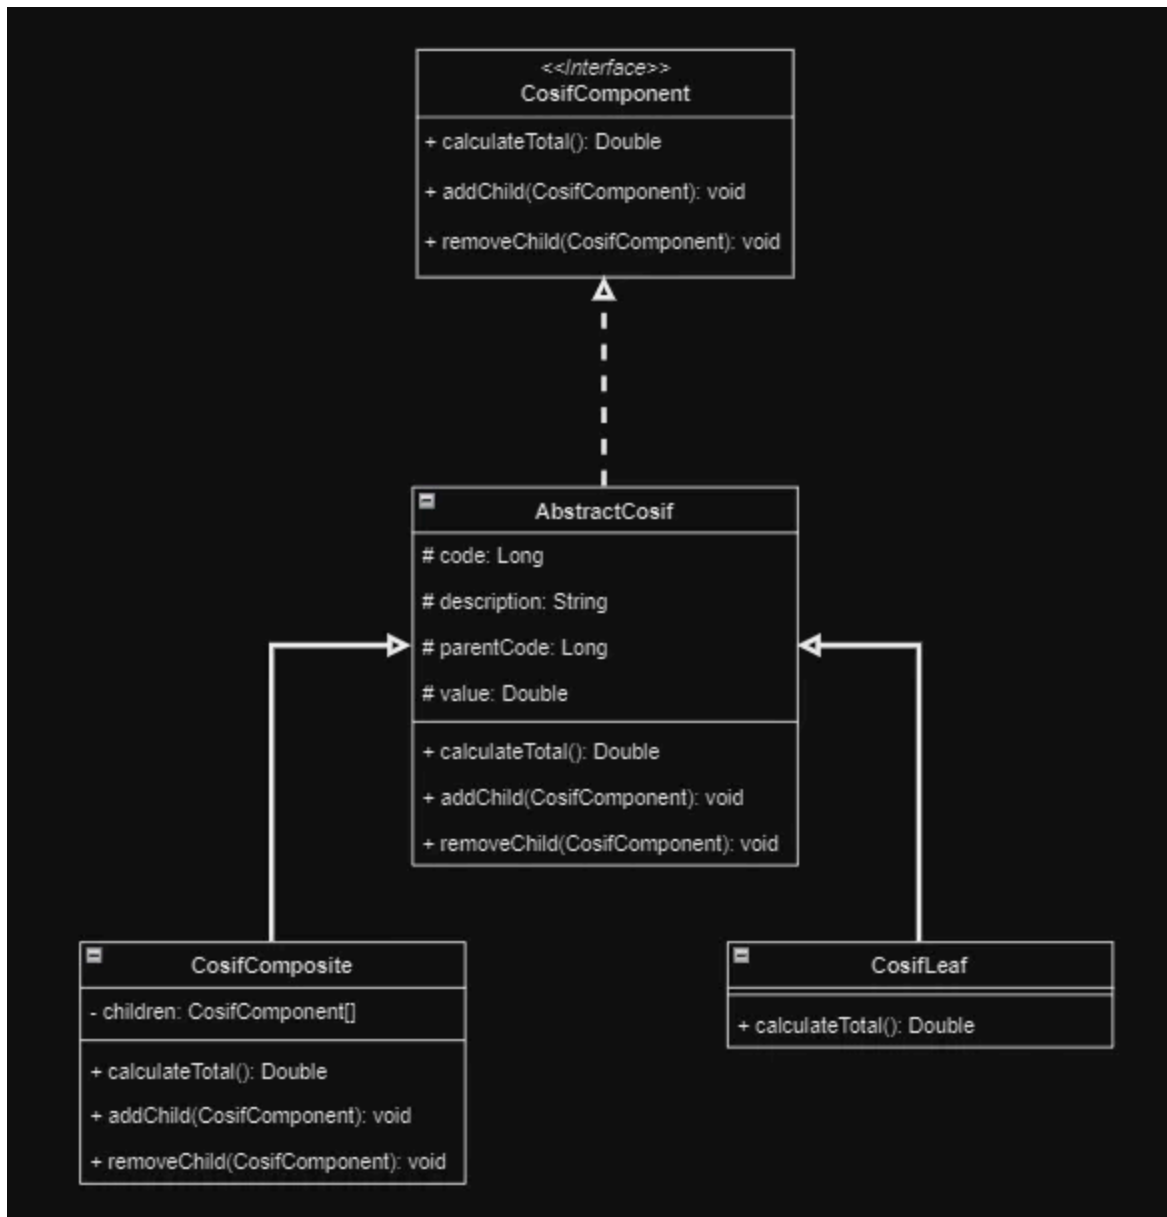 <<Interface>>
CosifComponent
+ calculateTotal(): Double
+ addChild(CosifComponent): void
+ removeChild(CosifComponent): void
AbstractCosif
# code: Long
# description: String
# parentCode: Long
# value: Double
+ calculateTotal(): Double
+ addChild(CosifComponent): void
+ removeChild(CosifComponent): void
CosifComposite
- children: CosifComponent[]
+ calculateTotal(): Double
+ addChild(CosifComponent): void
+ removeChild(CosifComponent): void
CosifLeaf
+ calculateTotal(): Double